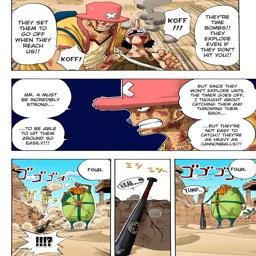 THEY SET THEM
TO GO OFF
WHEN THEY
REACH US!!
KOFF
!!!
THEY'RE
TIME
BOMBS!! THEY
EXPLODE
EVEN IF
THEY DON'T
HIT YOU!!
KOFF!
MR. 4 MUST
BE INCREDIBLY
STRONG...
BUT SINCE THEY
WON'T EXPLODE UNTIL
THE TIMER GOES OFF,
I THOUGHT ABOUT
CATCHING THEM AND
THROWING THEM
BACK...
...TO BE ABLE
TO HIT THEM
AROUND SO
EASILY!!!
...BUT THEY'RE
NOT EASY TO
CATCH!! THEY'RE
AS HEAVY AS
CANNONBALLS!!!
FOUR.
!!!?
FOUR.